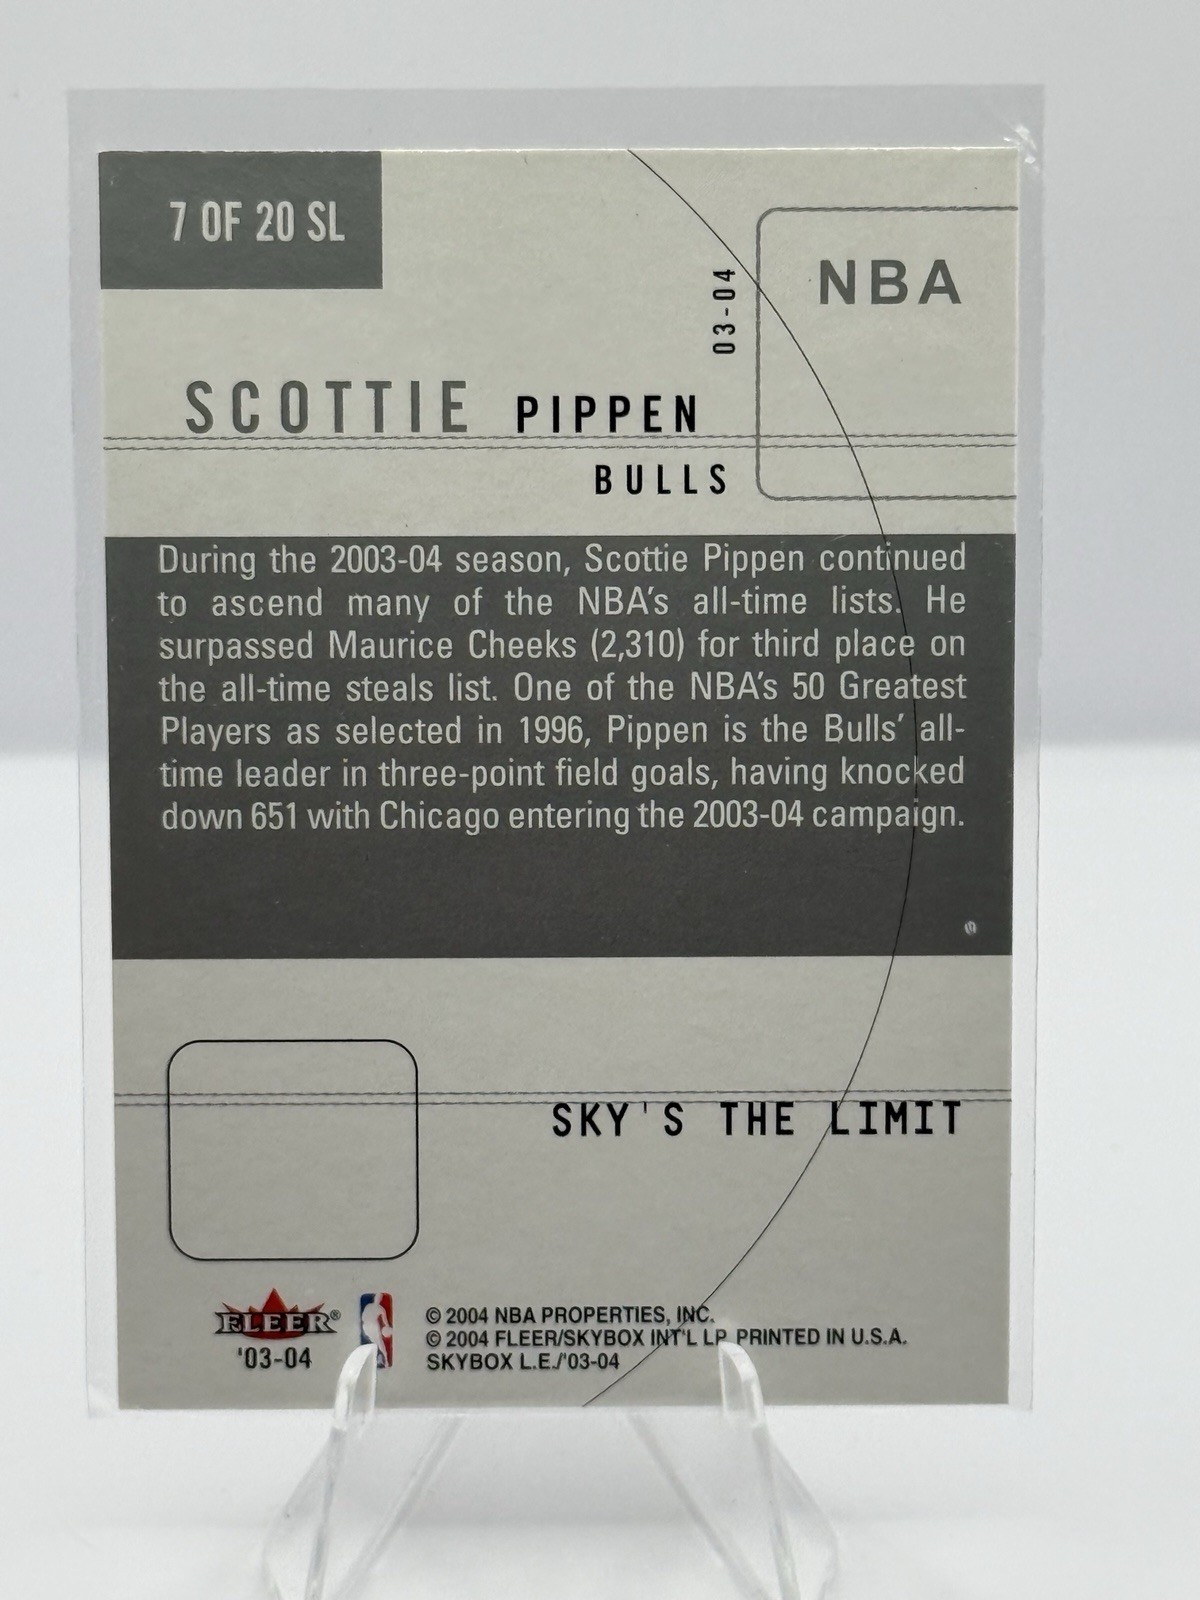 7 OF 20 SL
03-04
NBA
SCOTTIE PIPPEN
BULLS
During the 2003-04 season, Scottie Pippen continued
to ascend many of the NBA's all-time lists. He
surpassed Maurice Cheeks (2,310) for third place on
the all-time steals list. One of the NBA's 50 Greatest
Players as selected in 1996, Pippen is the Bulls' all-
time leader in three-point field goals, having knocked
down 651 with Chicago entering the 2003-04 campaign.
SKY'S THE LIMIT
FLEER®
'03-04
© 2004 NBA PROPERTIES, INC.
© 2004 FLEER/SKYBOX INT'L LP PRINTED IN U.S.A.
SKYBOX L.E./'03-04